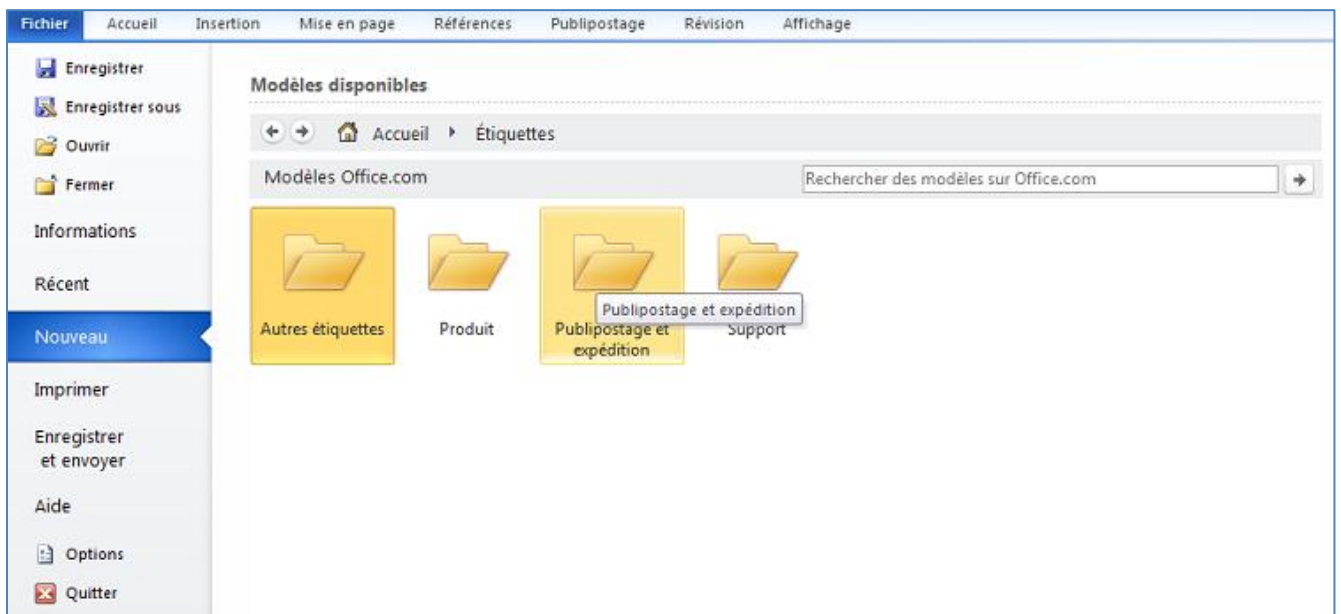 Fichier Accueil Insertion Mise en page Références Publipostage Révision Affichage
Enregistrer
Enregistrer sous
Ouvrir
Fermer
Informations
Récent
Nouveau
Imprimer
Enregistrer
et envoyer
Aide
Options
Quitter
Modèles disponibles
Accueil Étiquettes
Modèles Office.com Rechercher des modèles sur Office.com
Autres étiquettes Produit Publipostage et Support
expédition
Publipostage et expédition